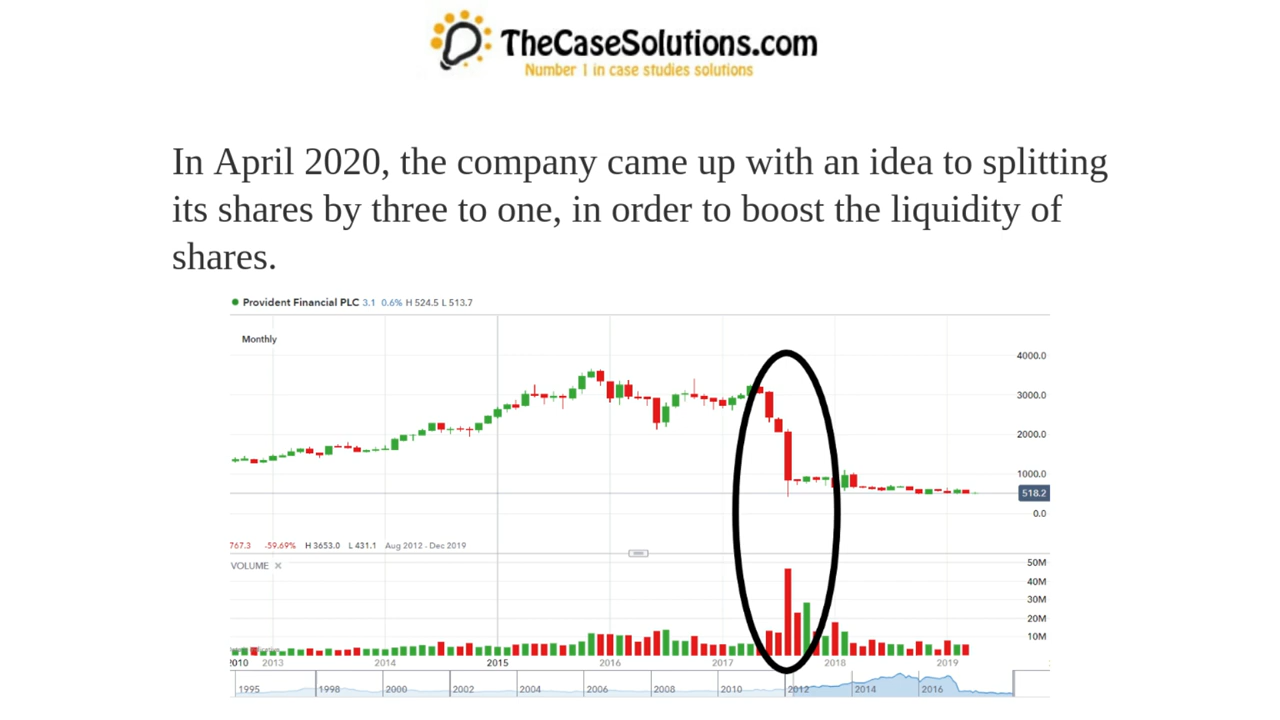 TheCaseSolutions.com
Number 1 in case studies solutions
In April 2020, the company came up with an idea to splitting
its shares by three to one, in order to boost the liquidity of
shares.
Provident Financial PLC 3.1 0.6% H 524.5 L 513.7
Monthly
4000.0
3000.0
2000.0
1000.0
518.2
0.0
767.3 -59.69% H 3653.0 L 431.1 Aug 2012 - Dec 2019
VOLUME ×
50M
40M
30M
20M
10M
2010 2013 2014 2015 2016 2017 2018 2019
1995 1998 2000 2002 2004 2006 2008 2010 2012 2014 2016